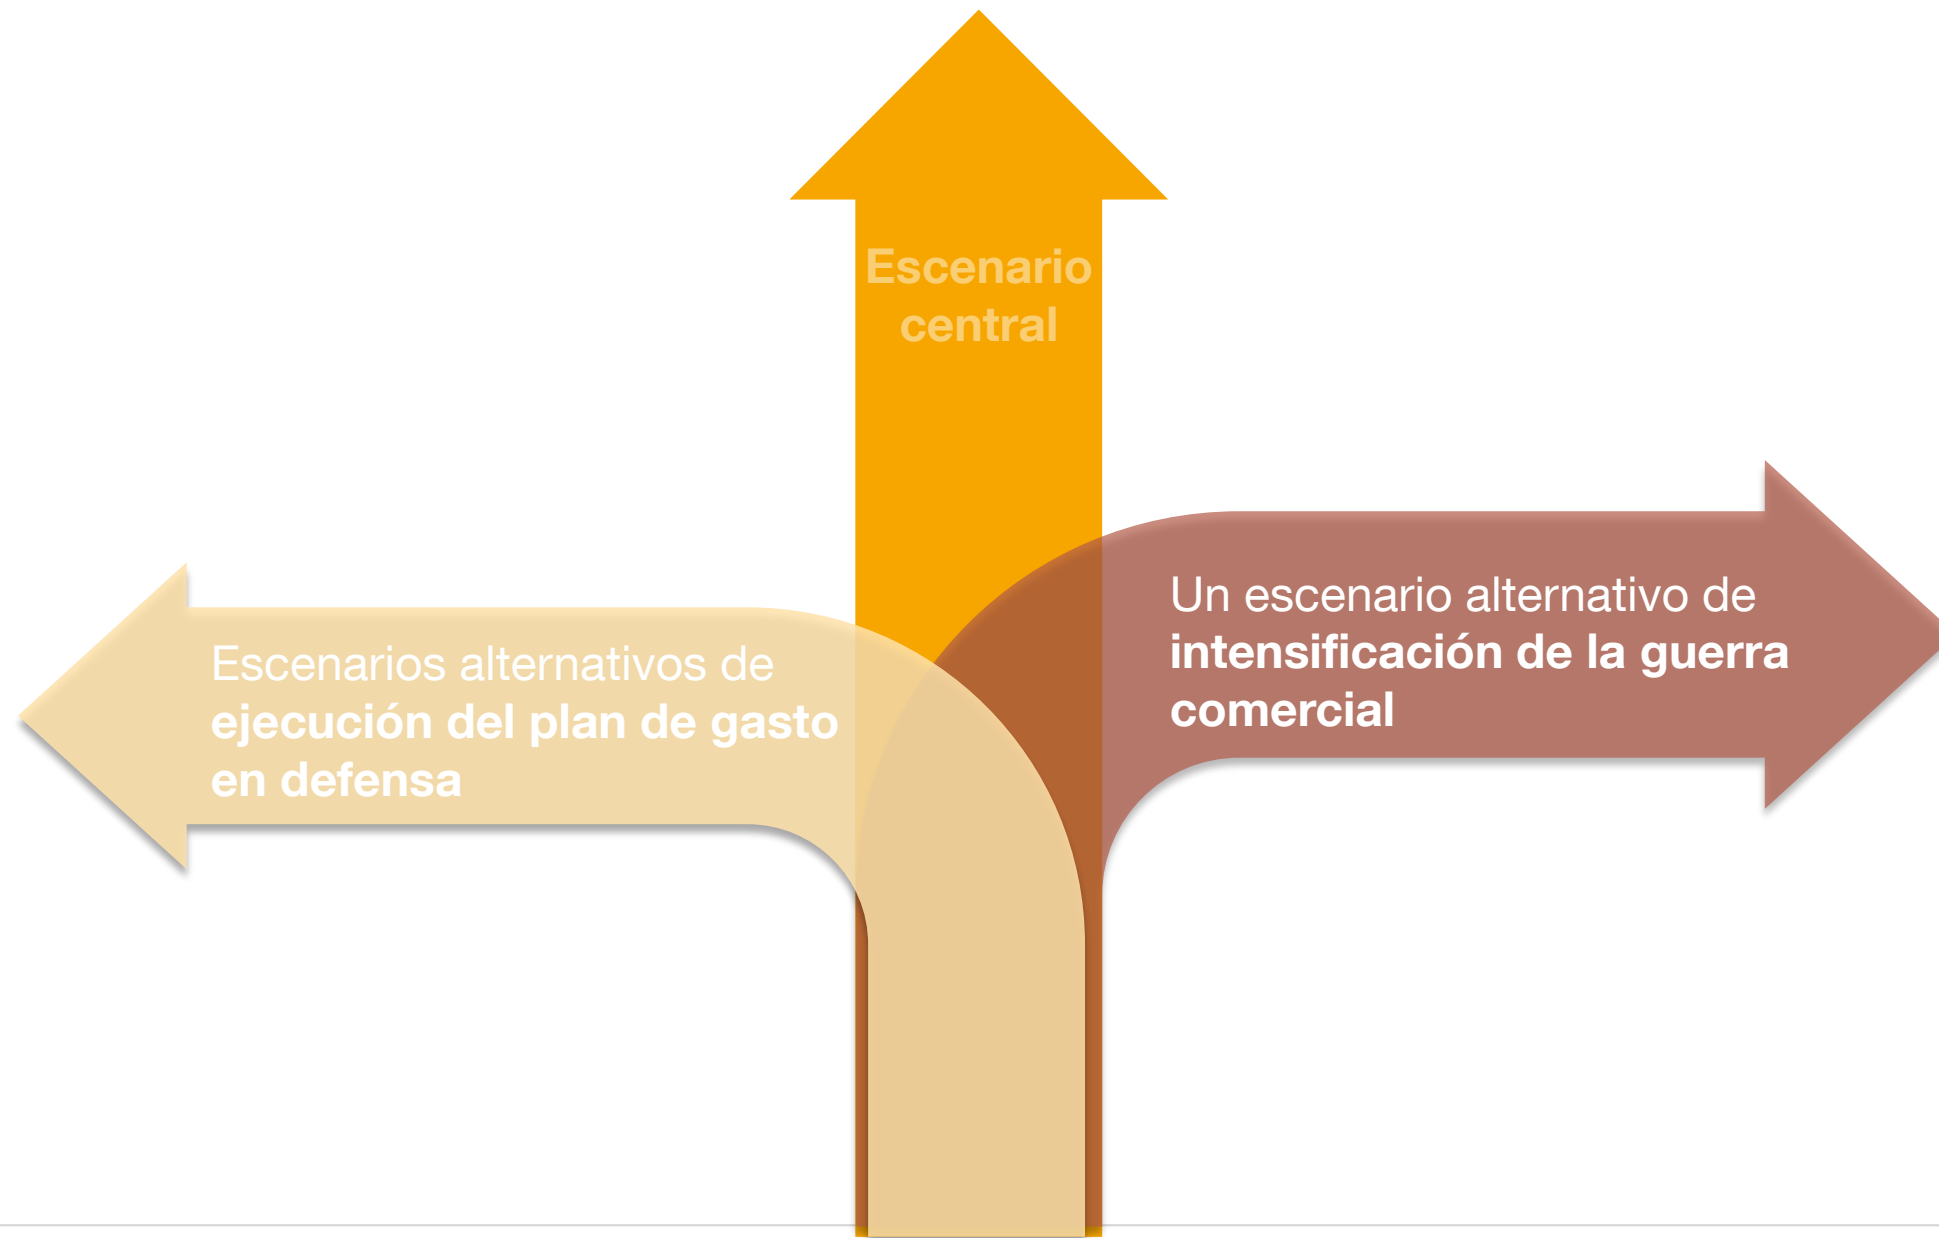 Escenario
central
Un escenario alternativo de
intensificación de la guerra
comercial
Escenarios alternativos de
ejecución del plan de gasto
en defensa